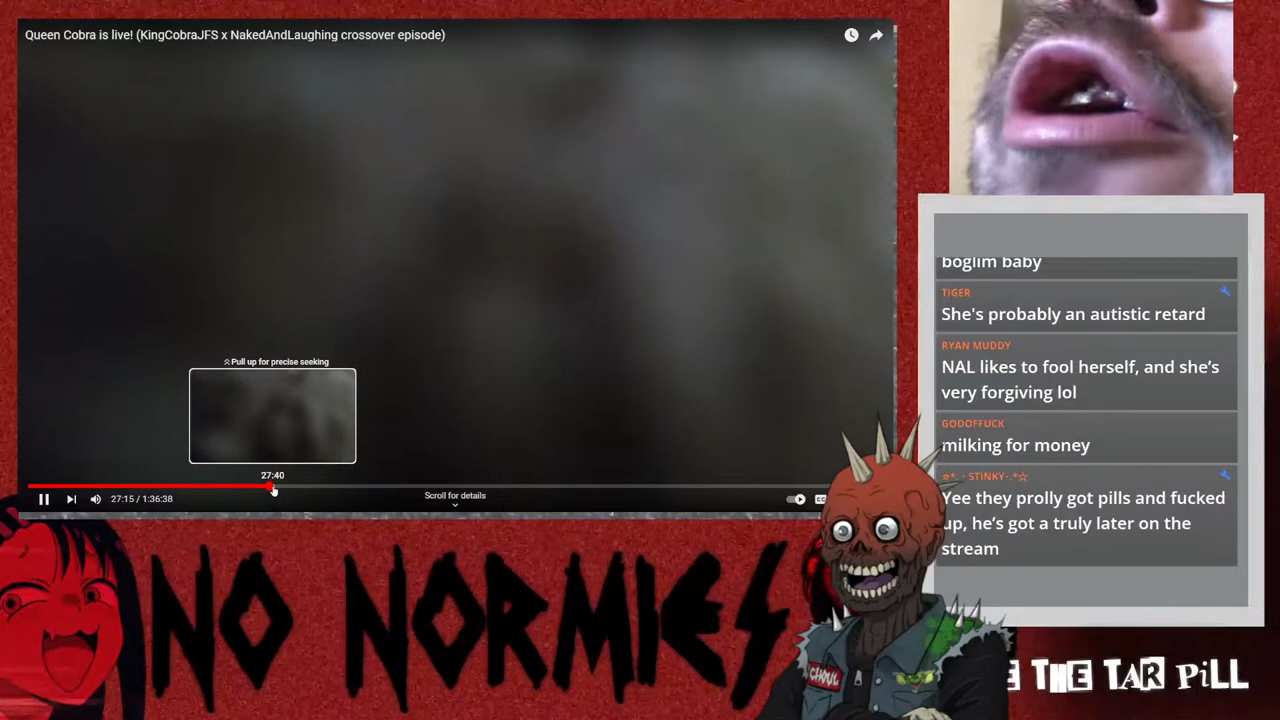 Queen Cobra is live! (KingCobraJFS x NakedAndLaughing crossover episode)
Pull up for precise seeking
27:40
27:15 / 1:36:38
Scroll for details
boglim baby
TIGER
She's probably an autistic retard
RYAN MUDDY
NAL likes to fool herself, and she's
very forgiving lol
GODOFFUCK
milking for money
☆*. - STINKY-.*☆
Yee they prolly got pills and fucked
up, he's got a truly later on the
stream
NO NORMIES
GHOUL
THE TAR PiLL